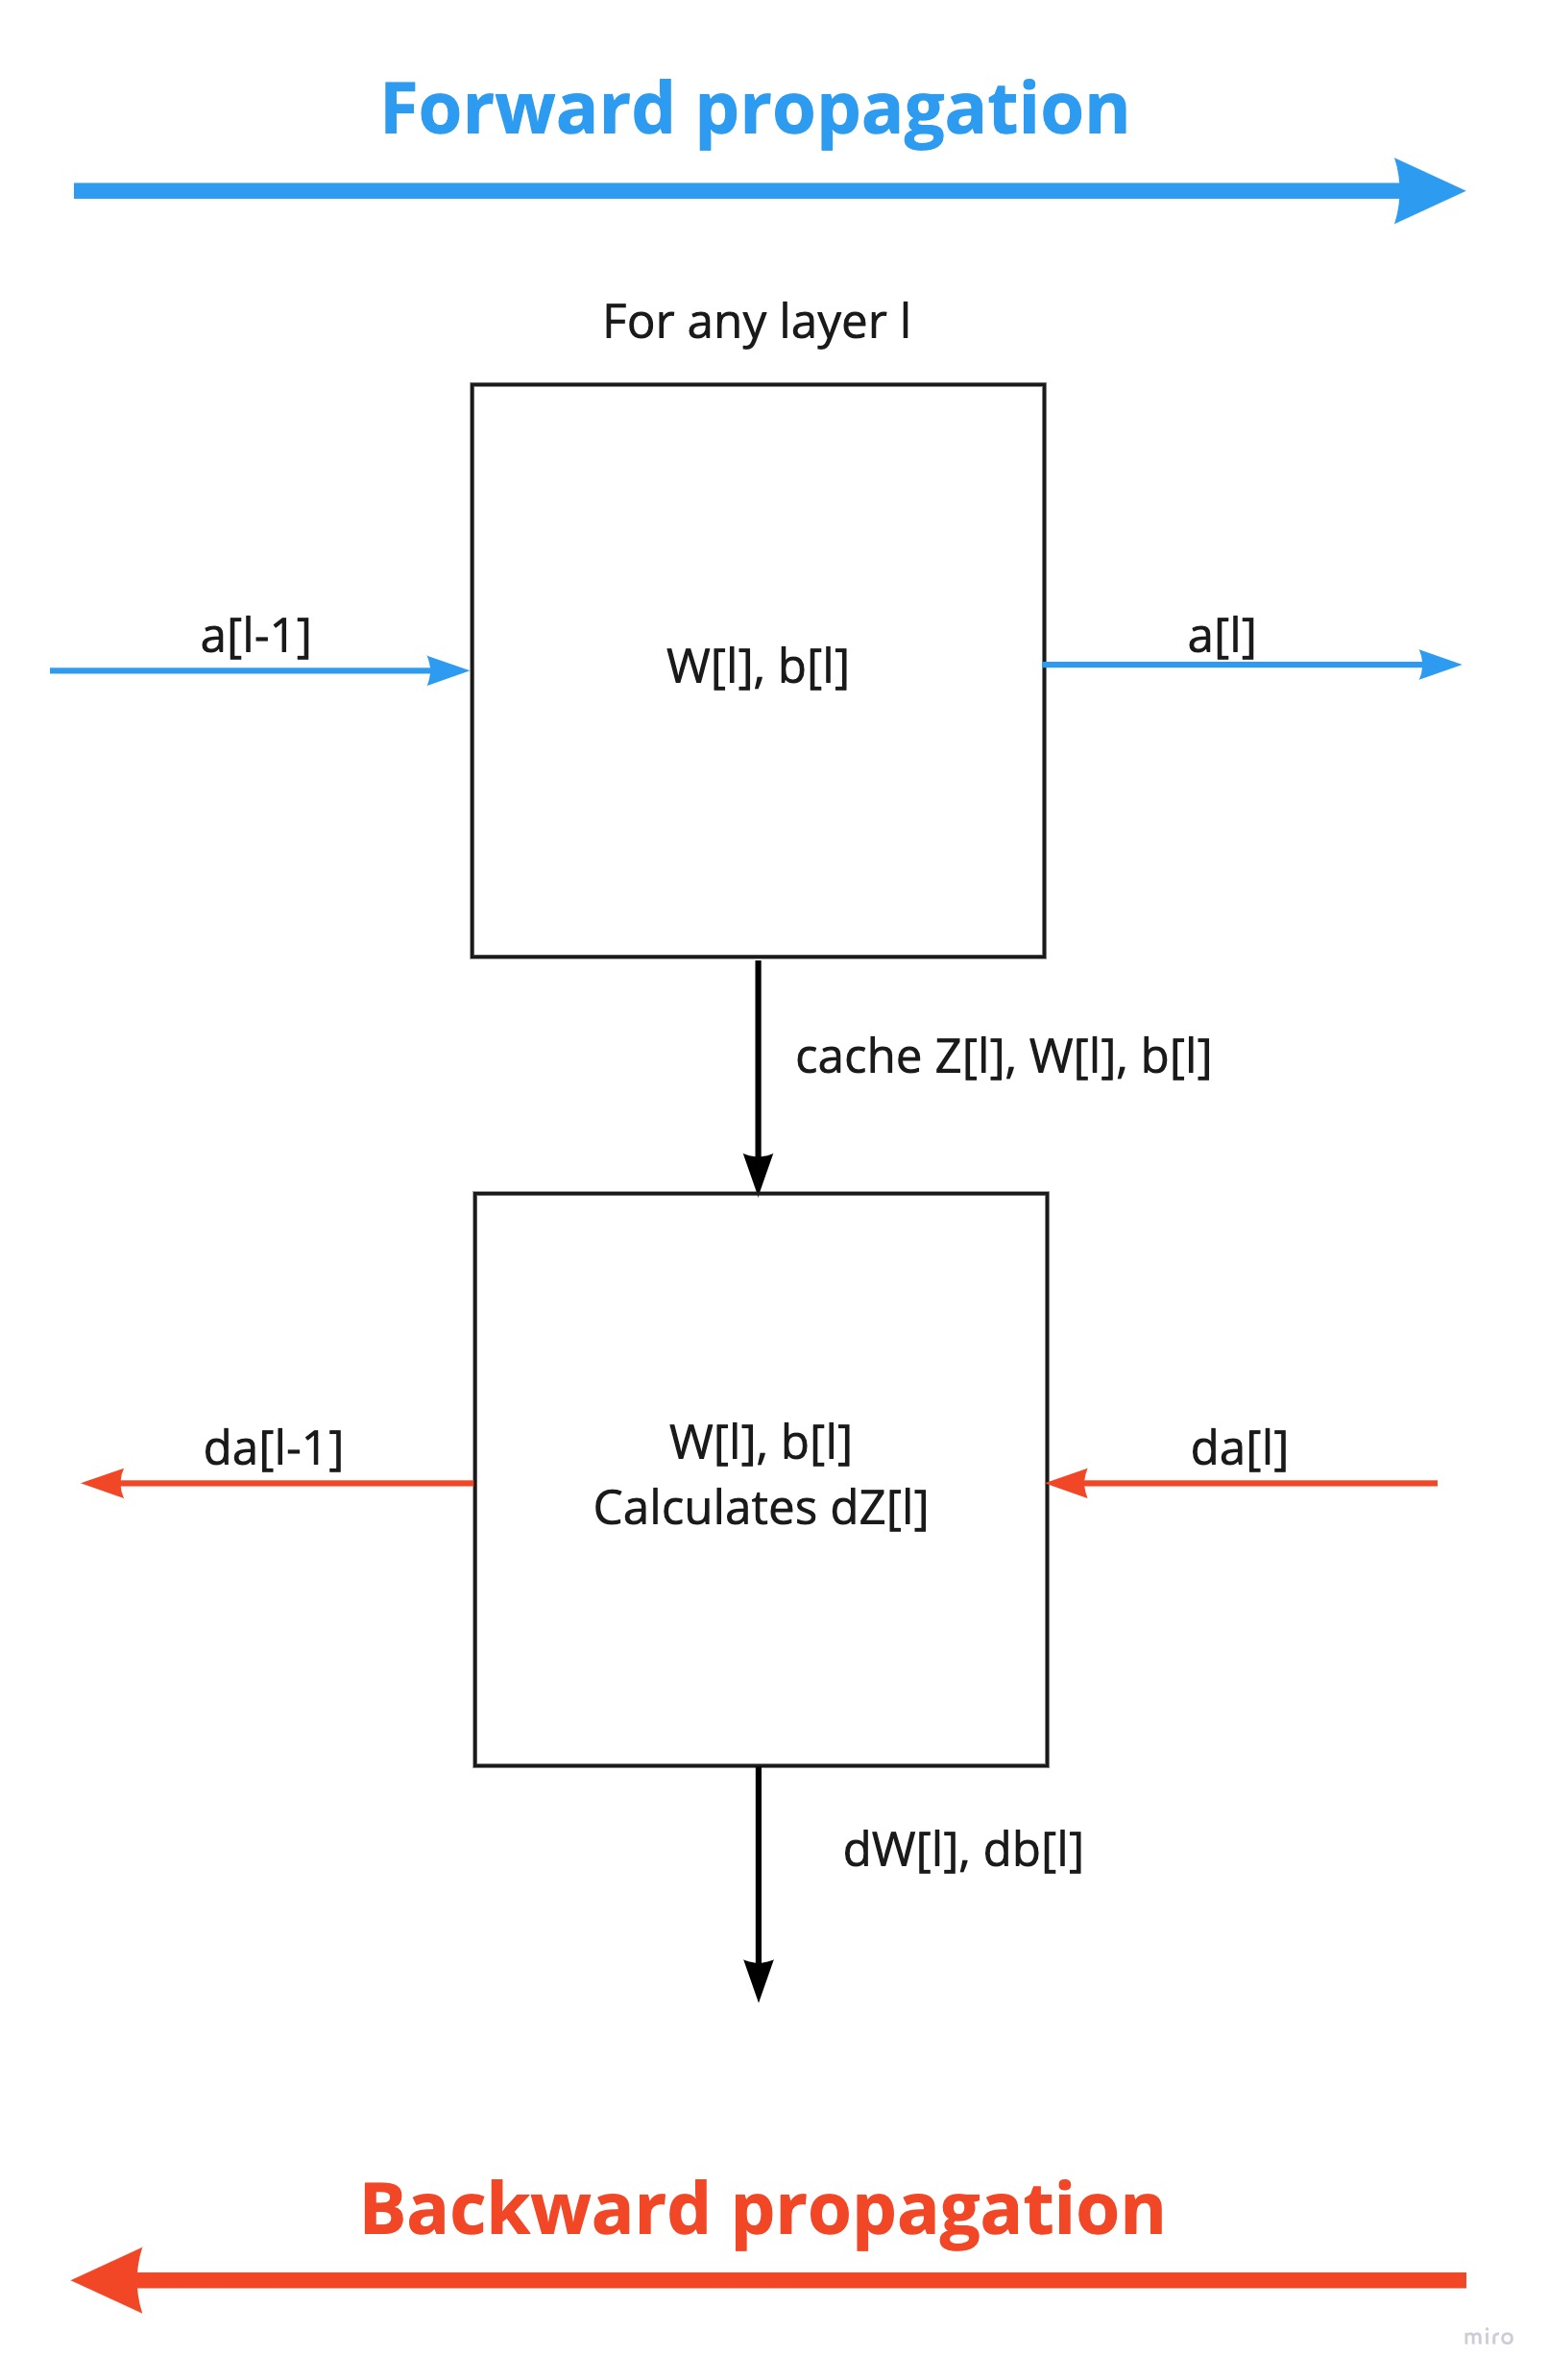 Forward propagation
For any layer l
a[l-1]
W[l], b[l]
a[l]
cache Z[l], W[l], b[l]
da[l-1]
W[l], b[l]
Calculates dZ[l]
da[l]
dW[l], db[l]
Backward propagation
miro